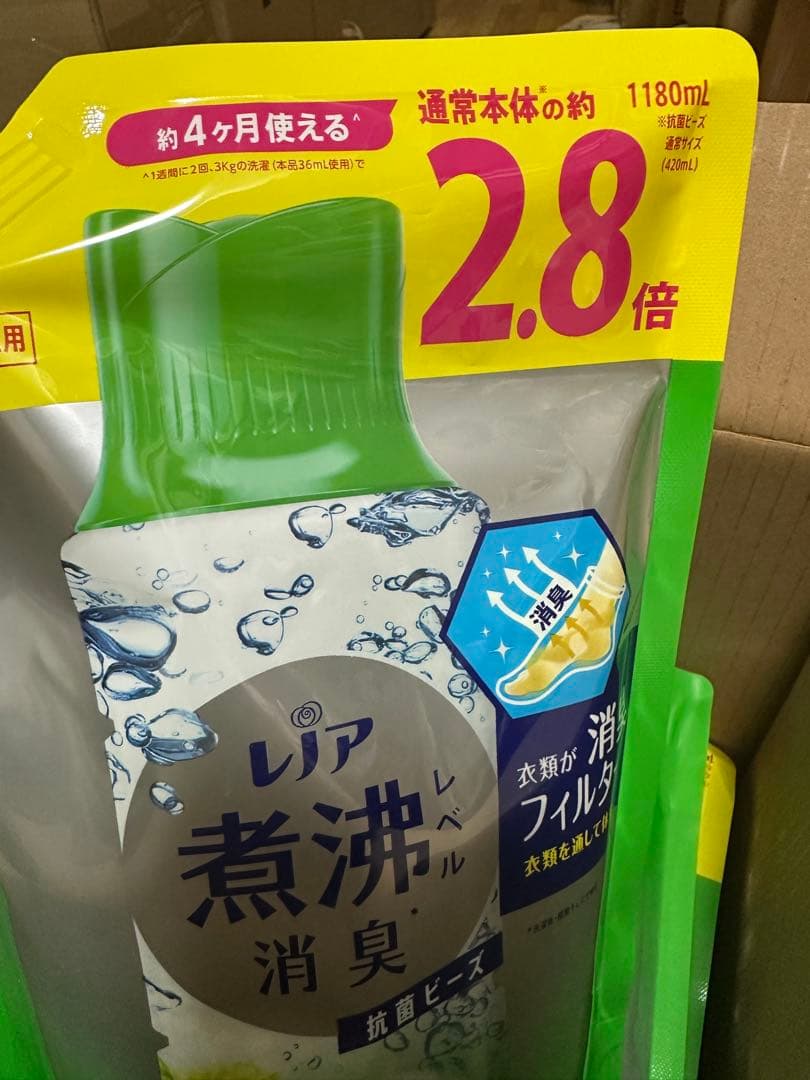 約4ヶ月使える^
^1週間に2回、3Kgの洗濯(本品36mL使用)で
通常本体※の約
2.8倍
1180mL
※抗菌ビーズ
通常サイズ
(420mL)
用
消臭
衣類が 消臭
フィルタ
衣類を通して
レノア
煮沸
レベル
消臭*
抗菌ビーズ